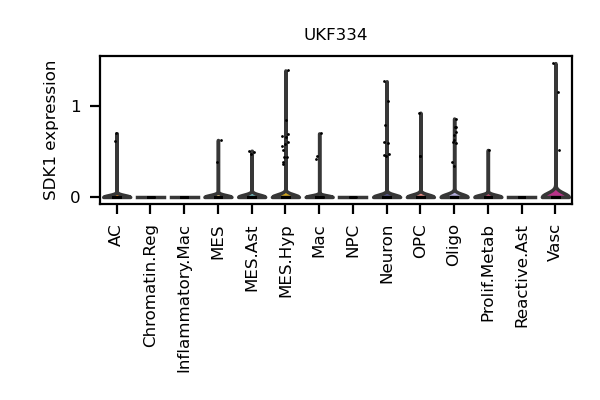 UKF334
SDK1 expression
1
0
AC
Chromatin.Reg
Inflammatory.Mac
MES
MES.Ast
MES.Hyp
Mac
NPC
Neuron
OPC
Oligo
Prolif.Metab
Reactive.Ast
Vasc